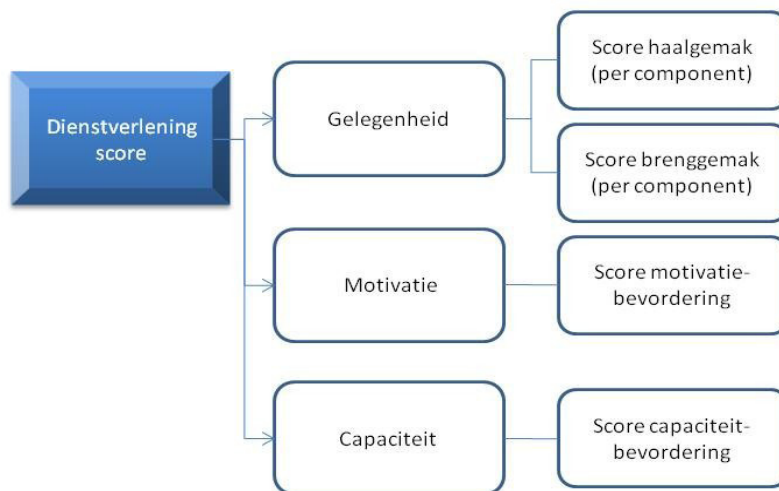 Dienstverlening
score
Gelegenheid
Score haalgemak
(per component)
Score brenggemak
(per component)
Motivatie
Score motivatie-
bevordering
Capaciteit
Score capaciteit-
bevordering